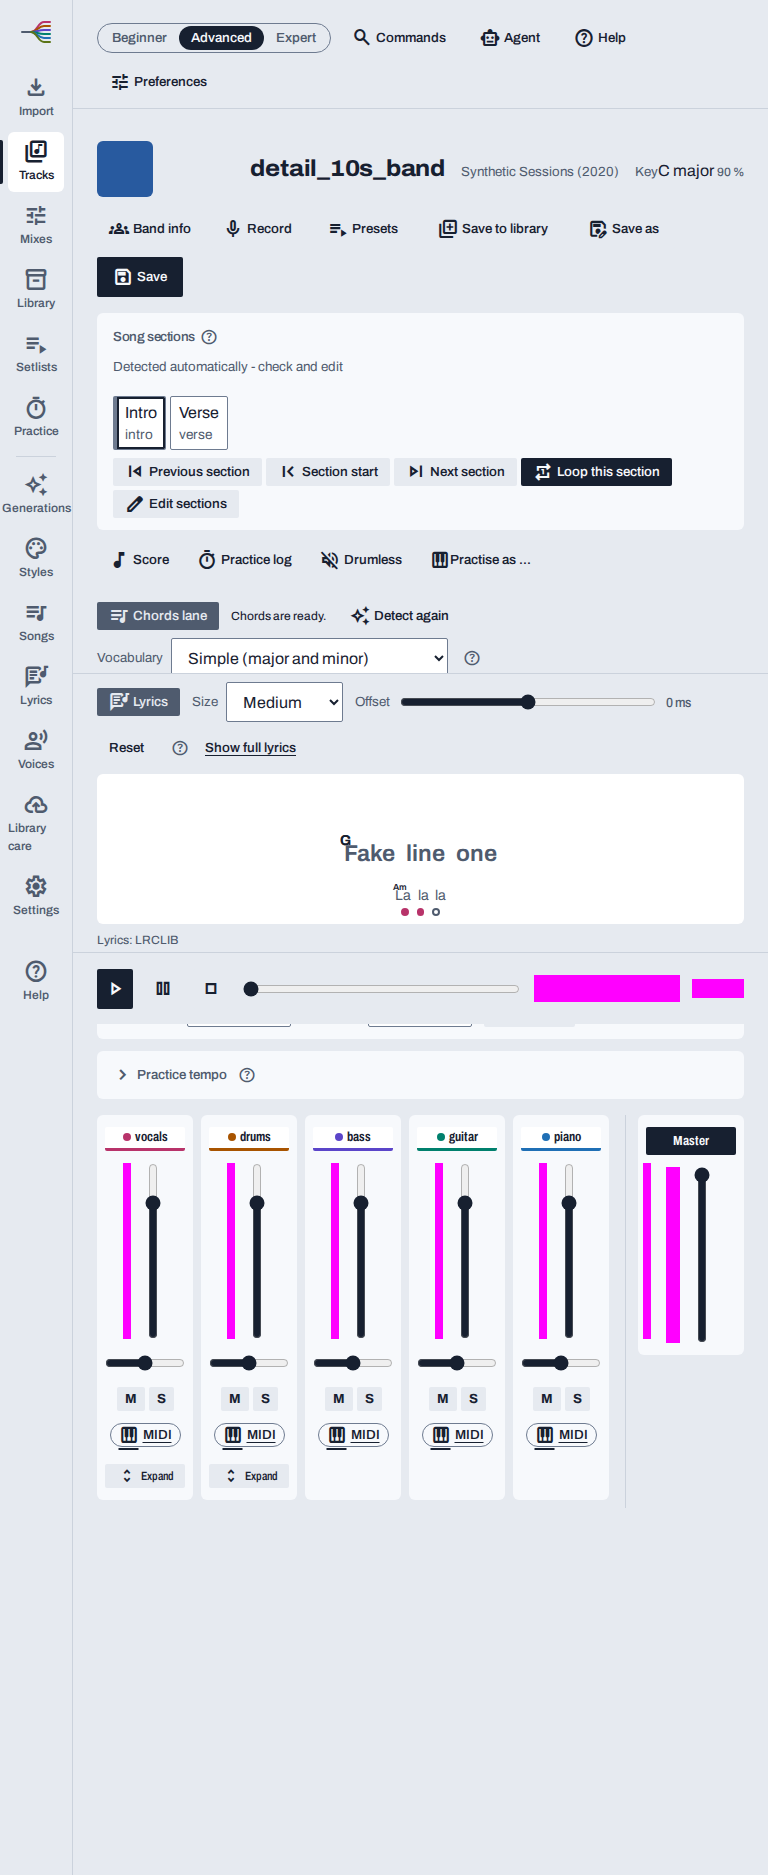 Beginner Advanced Expert Commands Agent Help
Preferences
Import
Tracks
Mixes
Library
Setlists
Practice
Generations
Styles
Songs
Lyrics
Voices
Library care
Settings
Help
detail_10s_band Synthetic Sessions (2020) Key C major 90 %
Band info Record Presets Save to library Save as
Save
Song sections
Detected automatically - check and edit
Intro Verse
intro verse
Previous section Section start Next section Loop this section
Edit sections
Score Practice log Drumless Practise as ...
Chords lane Chords are ready. Detect again
Vocabulary Simple (major and minor)
Lyrics Size Medium Offset 0 ms
Reset Show full lyrics
G
Fake line one
Am
La la la
Lyrics: LRCLIB
Practice tempo
vocals drums bass guitar piano Master
M S M S M S M S M S
MIDI MIDI MIDI MIDI MIDI
Expand Expand